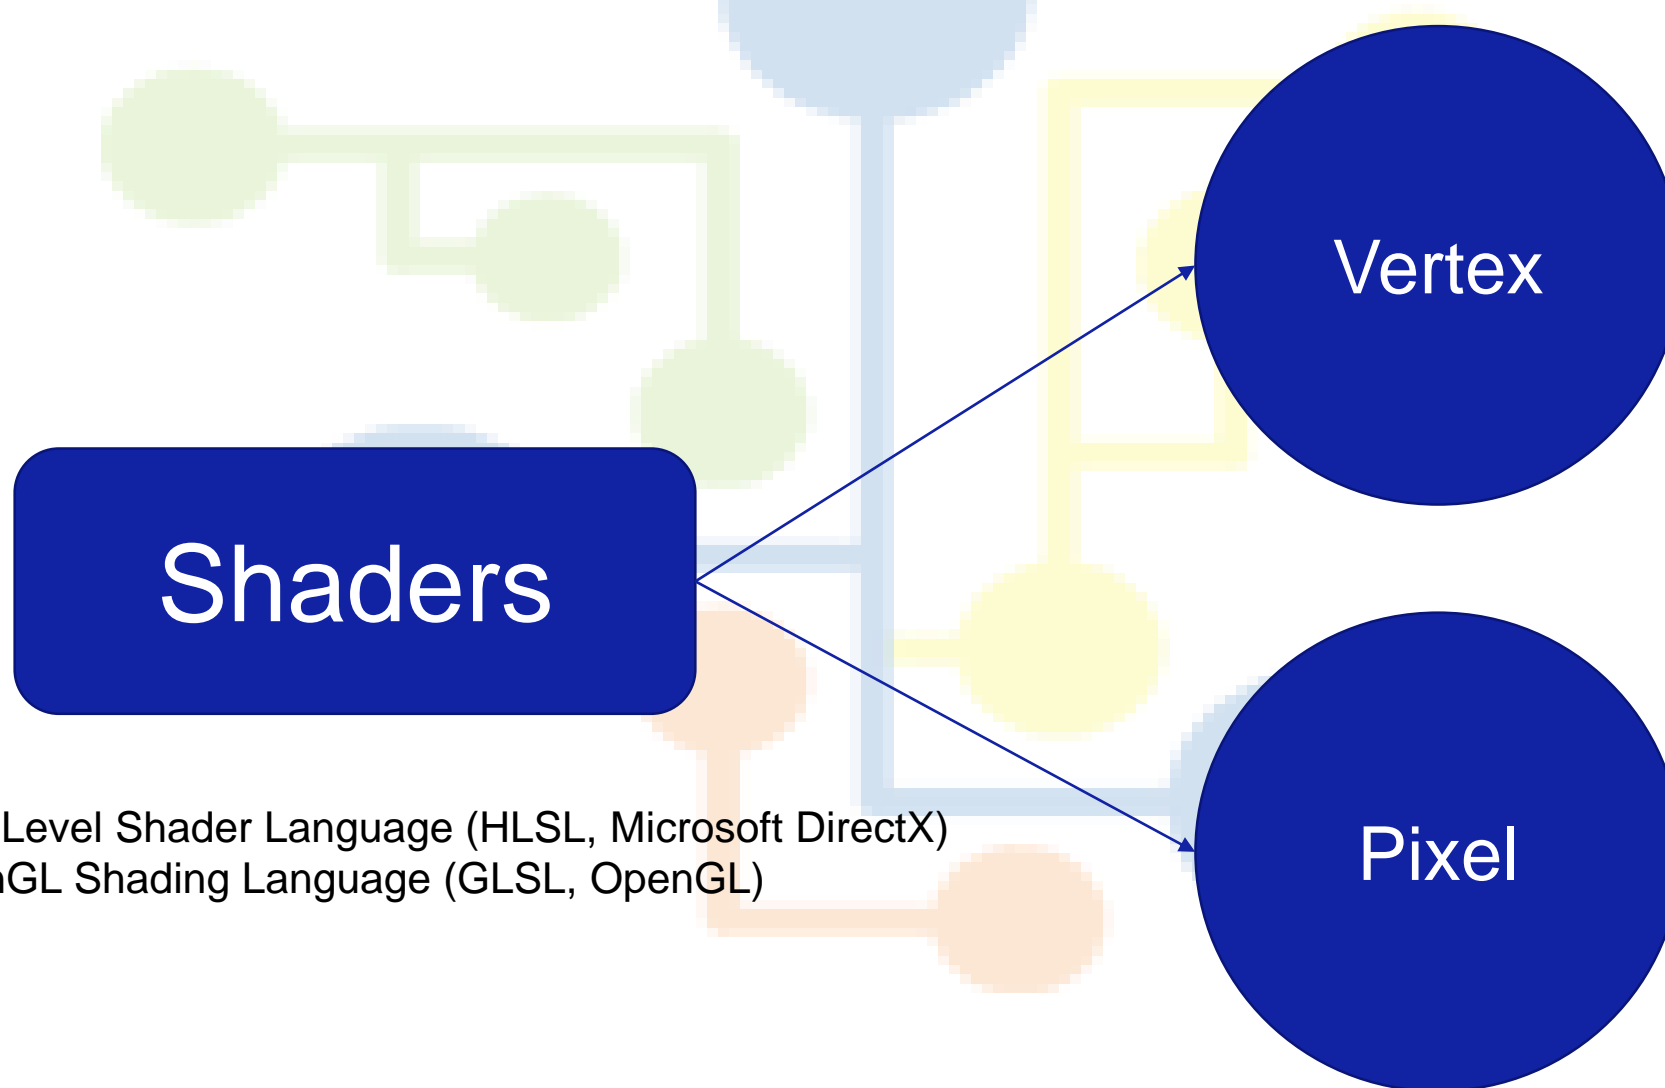 Vertex
Shaders
Level Shader Language (HLSL, Microsoft DirectX)
GL Shading Language (GLSL, OpenGL)
Pixel